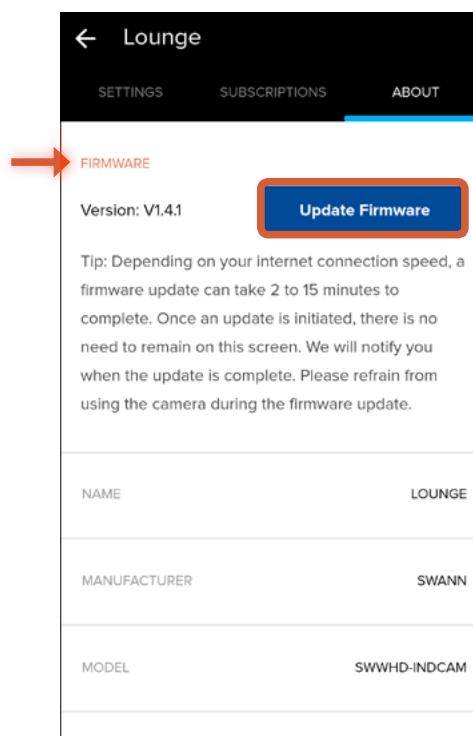 Lounge
SETTINGS SUBSCRIPTIONS ABOUT
FIRMWARE
Version: V1.4.1 Update Firmware
Tip: Depending on your internet connection speed, a
firmware update can take 2 to 15 minutes to
complete. Once an update is initiated, there is no
need to remain on this screen. We will notify you
when the update is complete. Please refrain from
using the camera during the firmware update.
NAME LOUNGE
MANUFACTURER SWANN
MODEL SWWHD-INDCAM